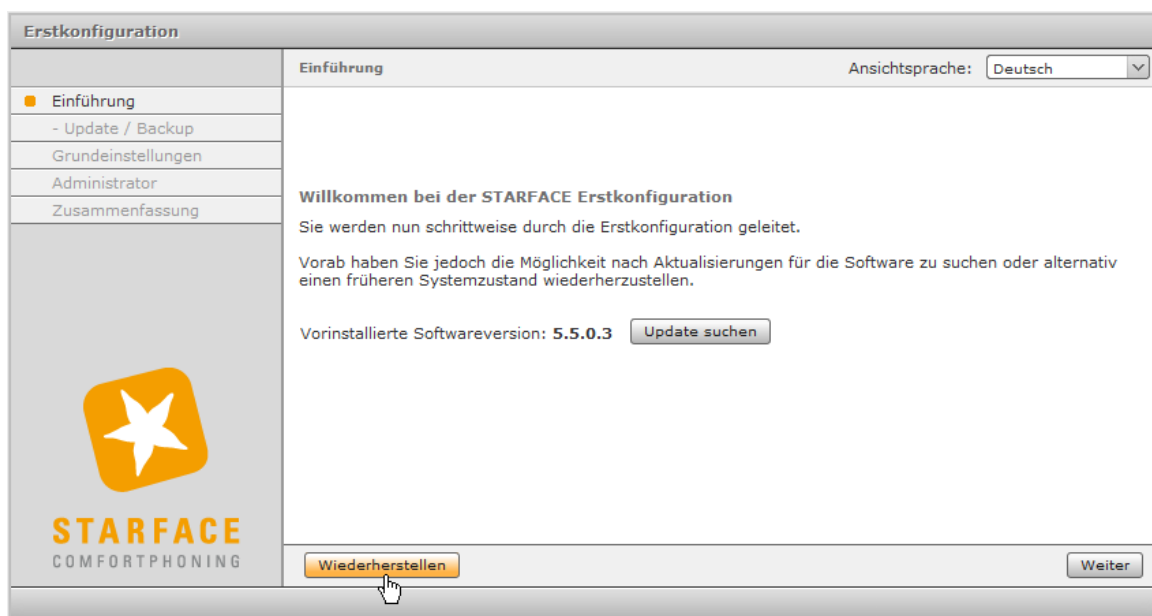 Erstkonfiguration
Einführung
Ansichtsprache:
Deutsch
Einführung
- Update / Backup
Grundeinstellungen
Administrator
Zusammenfassung
Willkommen bei der STARFACE Erstkonfiguration
Sie werden nun schrittweise durch die Erstkonfiguration geleitet.
Vorab haben Sie jedoch die Möglichkeit nach Aktualisierungen für die Software zu suchen oder alternativ
einen früheren Systemzustand wiederherzustellen.
Vorinstallierte Softwareversion: 5.5.0.3
Update suchen
STARFACE
COMFORTPHONING
Wiederherstellen
Weiter